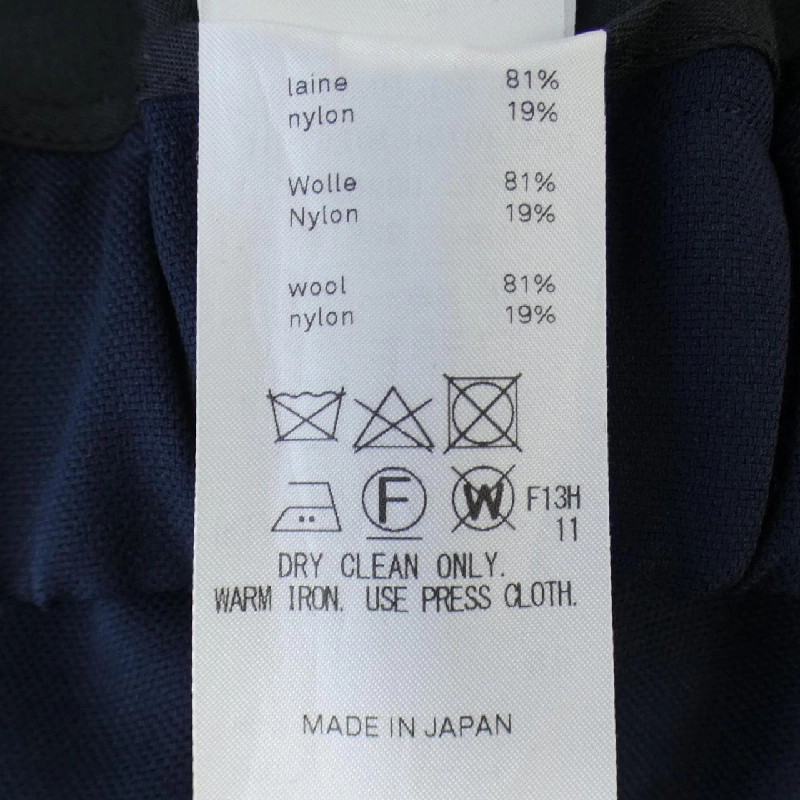 laine 81%
nylon 19%
Wolle 81%
Nylon 19%
wool 81%
nylon 19%
F W F13H
11
DRY CLEAN ONLY.
WARM IRON. USE PRESS CLOTH.
MADE IN JAPAN